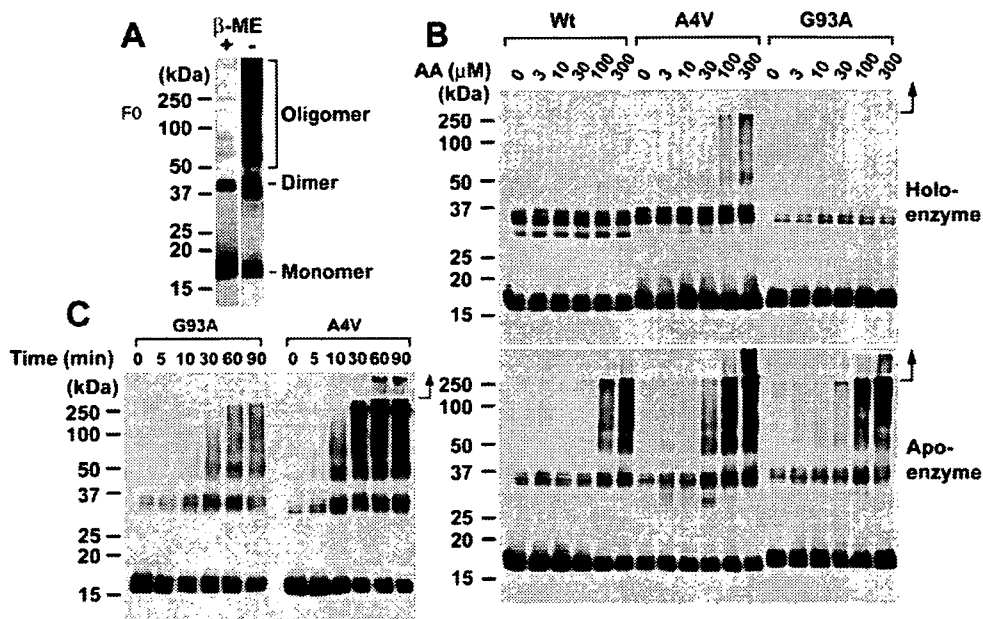 A
β-ME
+ -
(kDa)
250
F0
100
50
37
25
20
15
Oligomer
Dimer
Monomer
B
Wt A4V G93A
AA (μM) 0 3 10 30 100 300 0 3 10 30 100 300 0 3 10 30 100 300
(kDa)
250
100
50
37
25
20
15
Holo-
enzyme
250
100
50
37
25
20
15
Apo-
enzyme
C
G93A A4V
Time (min) 0 5 10 30 60 90 0 5 10 30 60 90
(kDa)
250
100
50
37
25
20
15